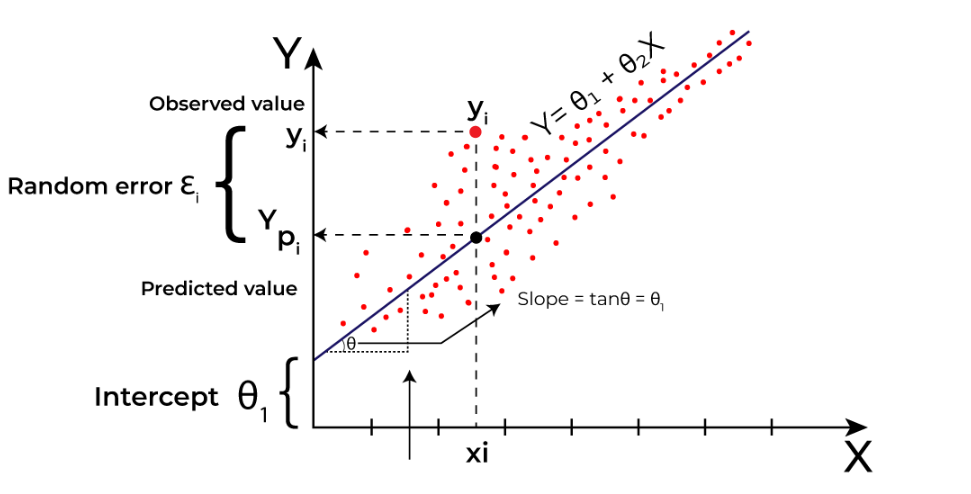 Y
Y= θ₁ + θ₂X
Observed value
yᵢ
yᵢ
Random error εᵢ
Ypᵢ
Predicted value
Slope = tanθ = θ₁
θ
Intercept θ₁
xi
X